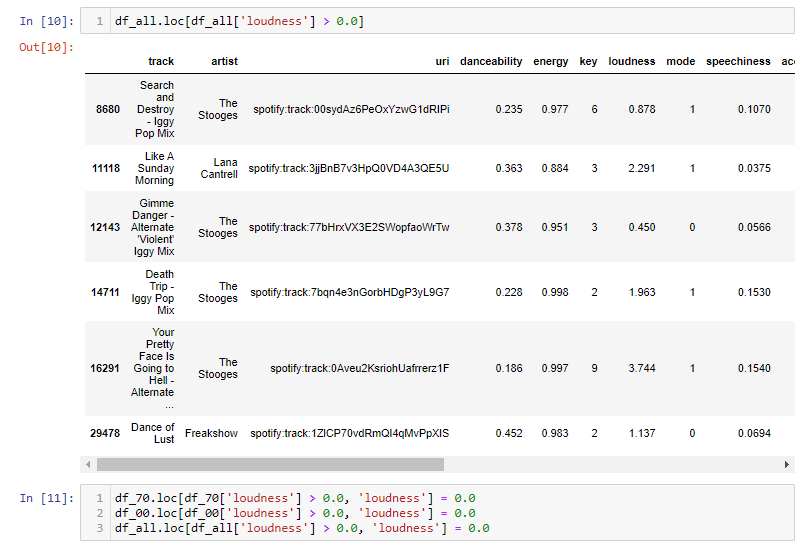 In [10]: 1 df_all.loc[df_all['loudness'] > 0.0]
Out[10]:
track artist uri danceability energy key loudness mode speechiness acc
8680 Search and Destroy - Iggy Pop Mix The Stooges spotify:track:00sydAz6PeOxYzwG1dRIPi 0.235 0.977 6 0.878 1 0.1070
11118 Like A Sunday Morning Lana Cantrell spotify:track:3jjBnB7v3HpQ0VD4A3QE5U 0.363 0.884 3 2.291 1 0.0375
12143 Gimme Danger - Alternate 'Violent' Iggy Mix The Stooges spotify:track:77bHrxVX3E2SWopfaoWrTw 0.378 0.951 3 0.450 0 0.0566
14711 Death Trip - Iggy Pop Mix The Stooges spotify:track:7bqn4e3nGorbHDgP3yL9G7 0.228 0.998 2 1.963 1 0.1530
16291 Your Pretty Face Is Going to Hell - Alternate ... The Stooges spotify:track:0Aveu2KsriohUafrrerz1F 0.186 0.997 9 3.744 1 0.1540
29478 Dance of Lust Freakshow spotify:track:1ZlCP70vdRmQI4qMvPpXIS 0.452 0.983 2 1.137 0 0.0694
In [11]: 1 df_70.loc[df_70['loudness'] > 0.0, 'loudness'] = 0.0
2 df_00.loc[df_00['loudness'] > 0.0, 'loudness'] = 0.0
3 df_all.loc[df_all['loudness'] > 0.0, 'loudness'] = 0.0